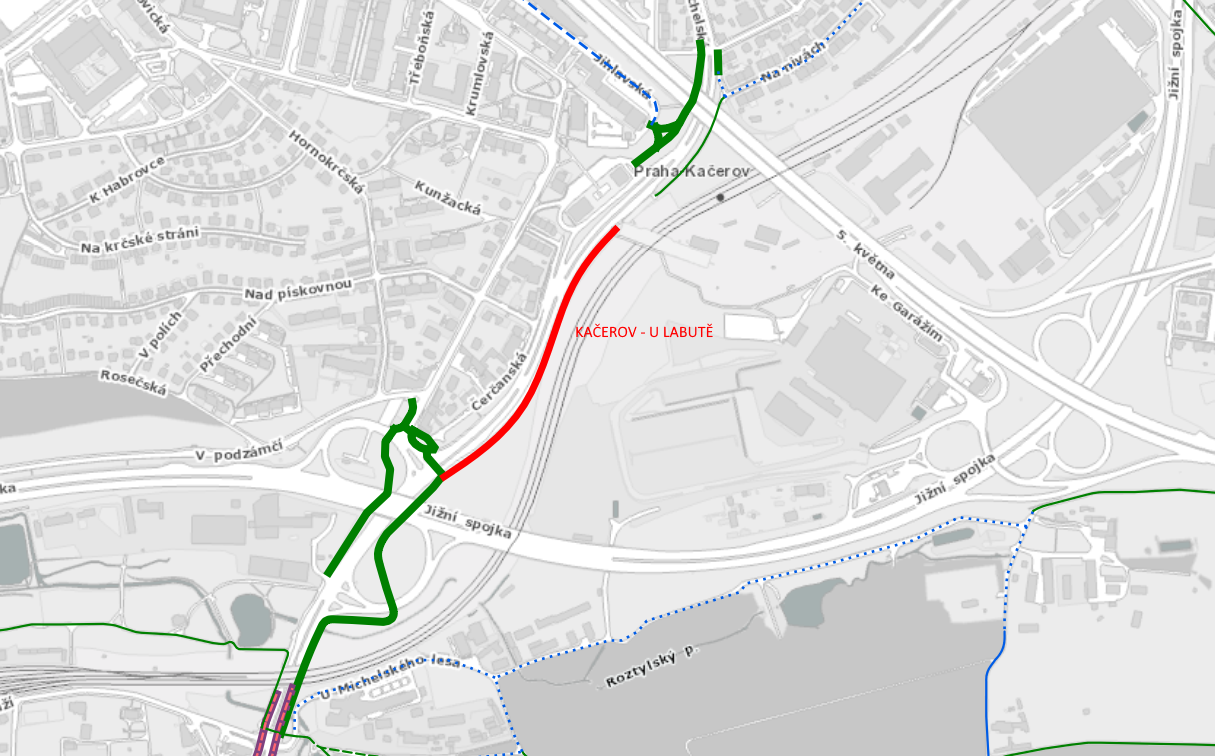 Třeboňská
Krumlovská
Jižní spojka
Jihlavská
Na nivách
Hornokrčská
K Habrovce
Kunžacká
Praha-Kačerov
Na krčské stráni
5. května
Nad pískovnou
Ke Garážím
V polích
Přechodní
KAČEROV - U LABUTĚ
Čerčanská
Rosečská
V podzámčí
Jižní spojka
Jižní spojka
Roztylský p.
U Michelského lesa